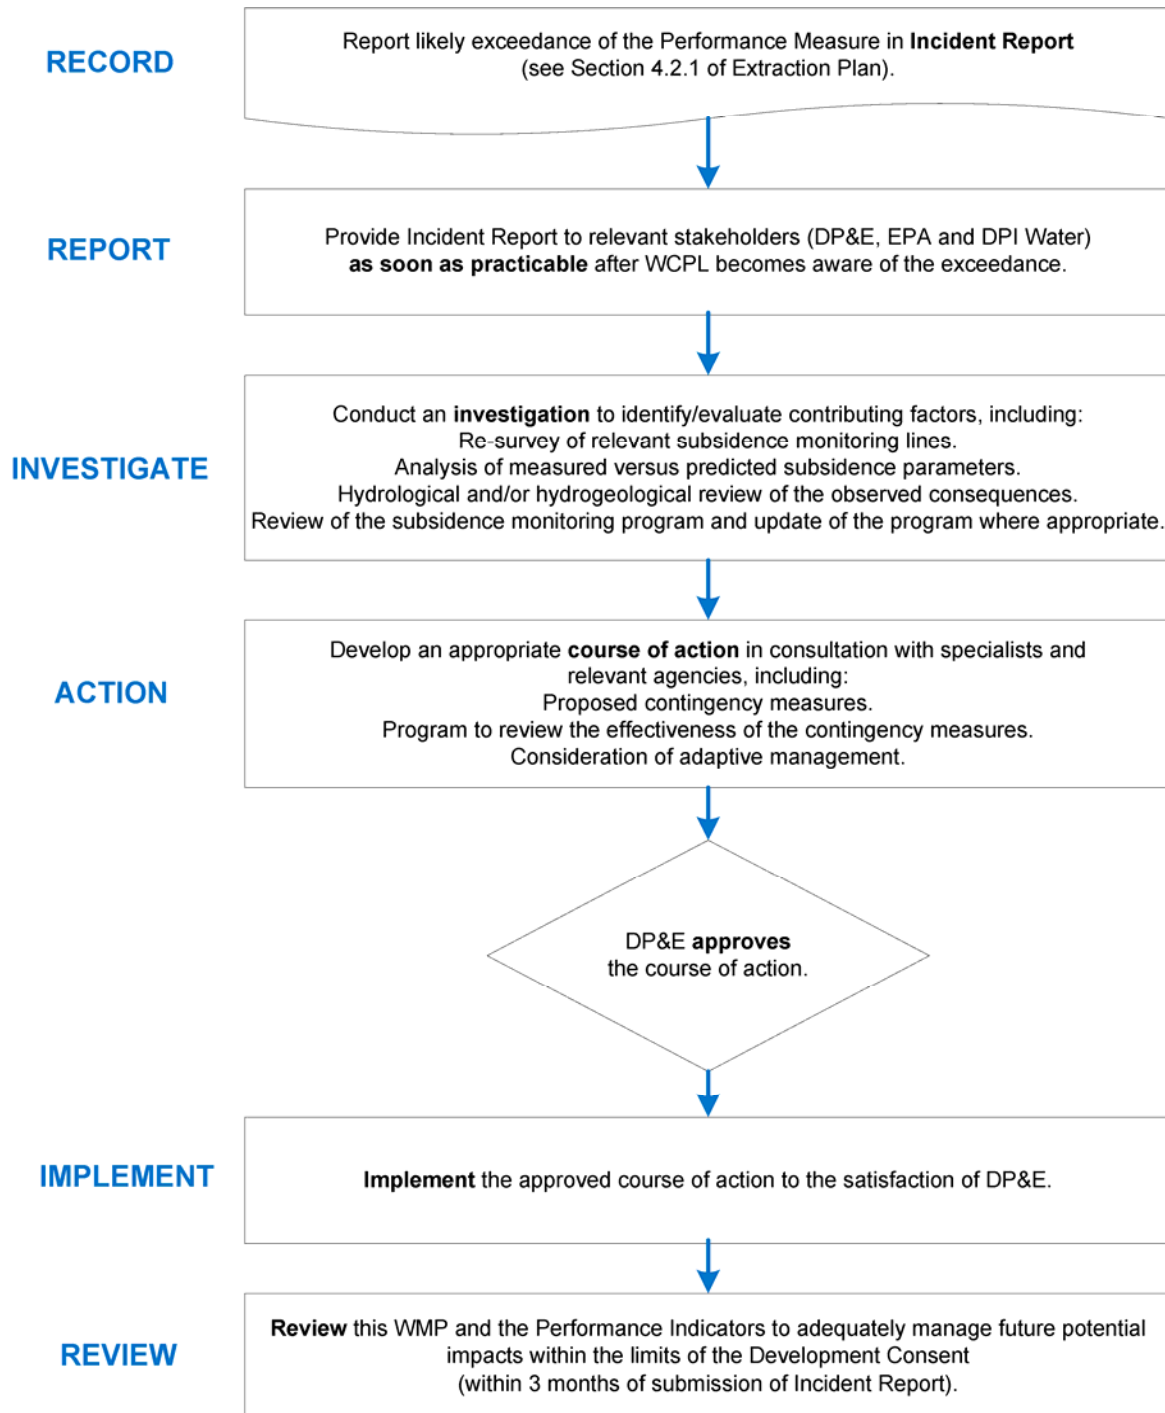 RECORD
Report likely exceedance of the Performance Measure in Incident Report
(see Section 4.2.1 of Extraction Plan).
REPORT
Provide Incident Report to relevant stakeholders (DP&E, EPA and DPI Water)
as soon as practicable after WCPL becomes aware of the exceedance.
INVESTIGATE
Conduct an investigation to identify/evaluate contributing factors, including:
Re-survey of relevant subsidence monitoring lines.
Analysis of measured versus predicted subsidence parameters.
Hydrological and/or hydrogeological review of the observed consequences.
Review of the subsidence monitoring program and update of the program where appropriate.
ACTION
Develop an appropriate course of action in consultation with specialists and
relevant agencies, including:
Proposed contingency measures.
Program to review the effectiveness of the contingency measures.
Consideration of adaptive management.
DP&E approves
the course of action.
IMPLEMENT
Implement the approved course of action to the satisfaction of DP&E.
REVIEW
Review this WMP and the Performance Indicators to adequately manage future potential
impacts within the limits of the Development Consent
(within 3 months of submission of Incident Report).